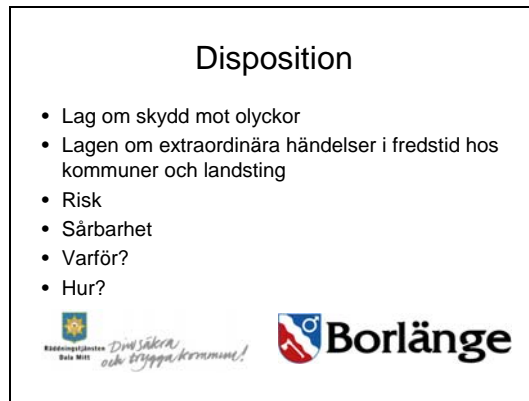 Disposition
• Lag om skydd mot olyckor
• Lagen om extraordinära händelser i fredstid hos
kommuner och landsting
• Risk
• Sårbarhet
• Varför?
• Hur?
Räddningstjänsten
Dala Mitt
Din säkra
och trygga kommun!
Borlänge